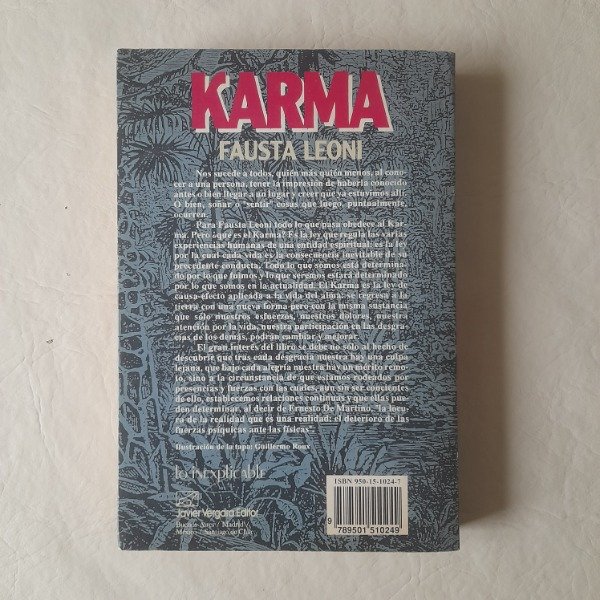 KARMA
FAUSTA LEONI
Nos sucede a todos, quién más quién menos, al cono-
cer a una persona, tener la impresión de haberla conocido
antes o bien llegar a un lugar y creer que ya estuvimos allí.
O bien, soñar o "sentir" cosas que luego, puntualmente,
ocurren.
Para Fausta Leoni todo lo que pasa obedece al Kar-
ma. Pero ¿qué es el Karma? Es la ley que regula las varias
experiencias humanas de una entidad espiritual: es la ley
por la cual cada vida es la consecuencia inevitable de su
precedente conducta. Todo lo que somos está determina-
do por lo que fuimos y lo que seremos estará determinado
por lo que somos en la actualidad. El Karma es la ley de
causa-efecto aplicada a la vida del alma: se regresa a la
tierra con una nueva forma pero con la misma sustancia
que sólo nuestros esfuerzos, nuestros dolores, nuestra
atención por la vida, nuestra participación en las desgra-
cias de los demás, podrán cambiar y mejorar.
El gran interés del libro se debe no sólo al hecho de
descubrir que tras cada desgracia nuestra hay una culpa
lejana, que bajo cada alegría nuestra hay un mérito remo-
to, sino a la circunstancia de que estamos rodeados por
presencias y fuerzas con las cuales, aun sin ser concientes
de ello, establecemos relaciones continuas y que ellas pue-
den determinar, al decir de Ernesto De Martino, "la locu-
ra de la realidad que es una realidad: el deterioro de las
fuerzas psíquicas ante las físicas".
Ilustración de la tapa: Guillermo Roux
lo inexplicable
Javier Vergara Editor
Buenos Aires / Madrid
México / Santiago de Chile
ISBN 950-15-1024-7
9 789501 510249